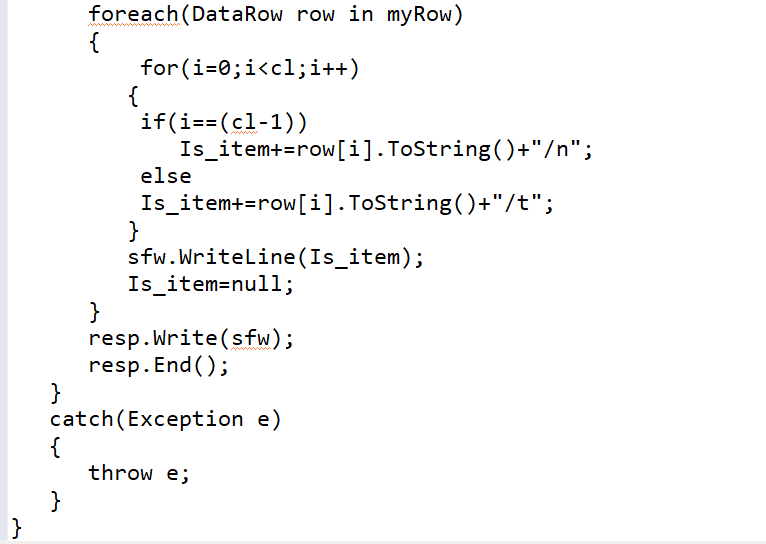 foreach(DataRow row in myRow)
{
for(i=0;i<cl;i++)
{
if(i==(cl-1))
Is_item+=row[i].ToString()+"/n";
else
Is_item+=row[i].ToString()+"/t";
}
sfw.WriteLine(Is_item);
Is_item=null;
}
resp.Write(sfw);
resp.End();
}
catch(Exception e)
{
throw e;
}
}